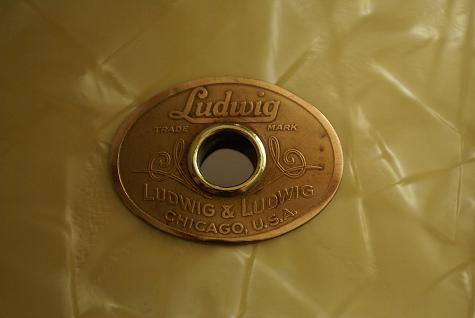 Ludwig
TRADE MARK
LUDWIG & LUDWIG
CHICAGO, U.S.A.